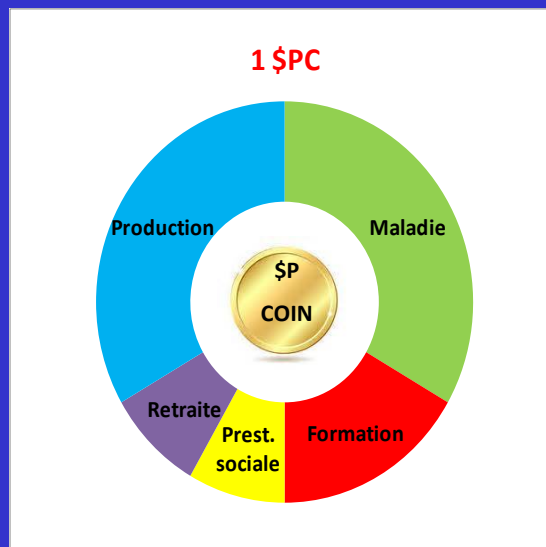 1 $PC
Production
Maladie
$P
COIN
Retraite
Prest.
sociale
Formation